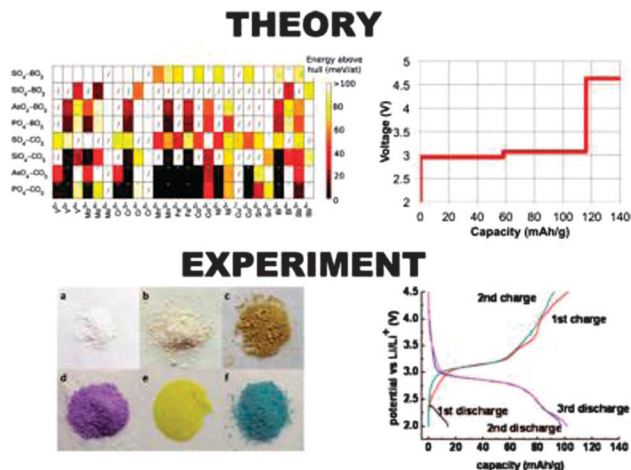 THEORY
Energy above
hull (meV/at)
SO₄–BO₃
SiO₄–BO₃
AsO₄–BO₃
PO₄–BO₃
SO₄–CO₃
SiO₄–CO₃
AsO₄–CO₃
PO₄–CO₃
>100
80
60
40
20
0
Voltage (V)
5
4.5
4
3.5
3
2.5
2
0 20 40 60 80 100 120 140
Capacity (mAh/g)
EXPERIMENT
a b c
d e f
potential vs Li/Li⁺ (V)
4.5
4.0
3.5
3.0
2.5
2.0
2nd charge
1st charge
1st discharge
3rd discharge
2nd discharge
0 20 40 60 80 100 120 140
capacity (mAh/g)